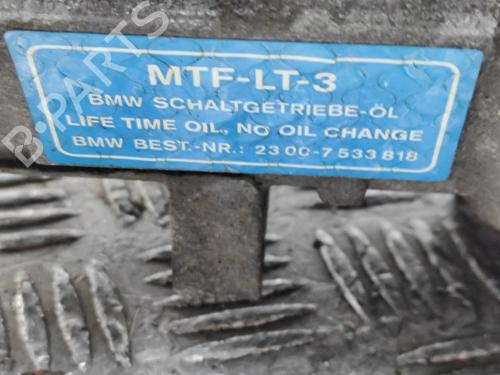 B-PARTS
MTF-LT-3
BMW SCHALTGETRIEBE-ÖL
LIFE TIME OIL, NO OIL CHANGE
BMW BEST.-NR.: 23 00-7 533 818